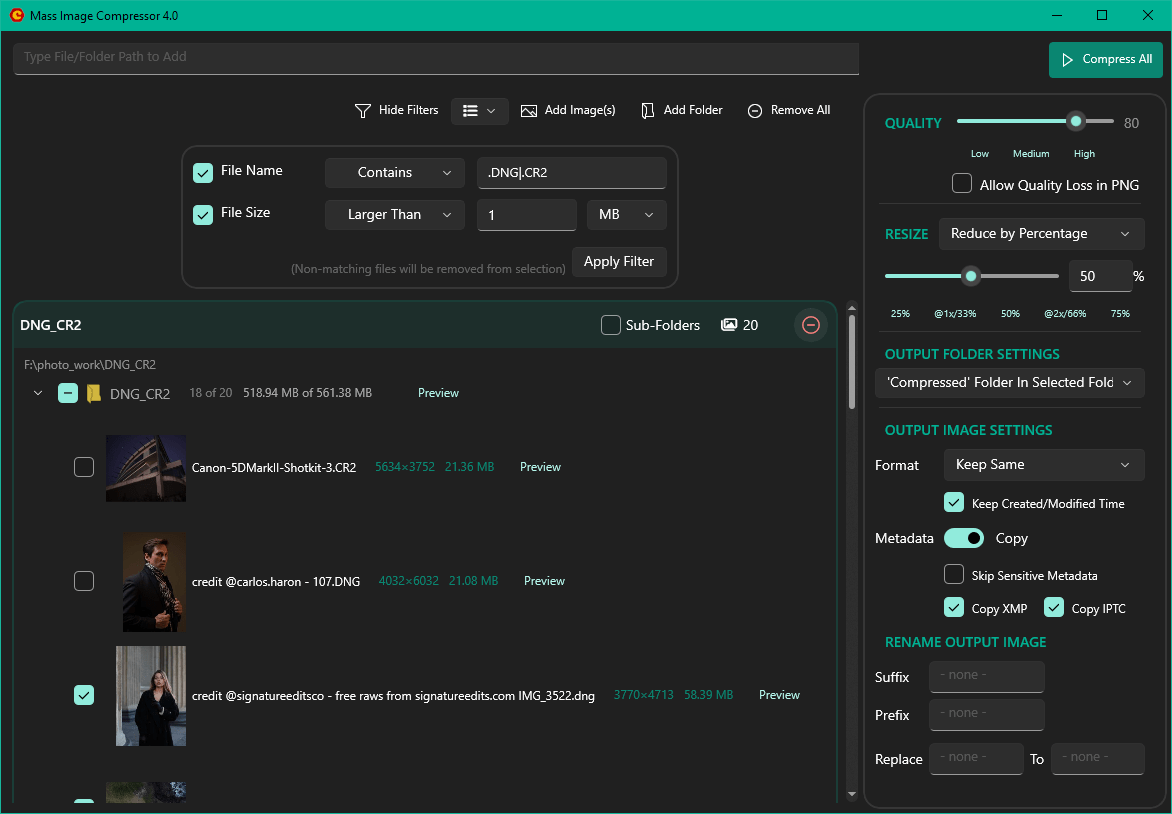 Mass Image Compressor 4.0
Type File/Folder Path to Add
Compress All
Hide Filters
Add Image(s)
Add Folder
Remove All
File Name
Contains
.DNG|.CR2
File Size
Larger Than
1
MB
(Non-matching files will be removed from selection)
Apply Filter
DNG_CR2
Sub-Folders
20
F:\photo_work\DNG_CR2
DNG_CR2 18 of 20 518.94 MB of 561.38 MB Preview
Canon-5DMarkII-Shotkit-3.CR2 5634×3752 21.36 MB Preview
credit @carlos.haron - 107.DNG 4032×6032 21.08 MB Preview
credit @signatureeditsco - free raws from signatureedits.com IMG_3522.dng 3770×4713 58.39 MB Preview
QUALITY 80
Low Medium High
Allow Quality Loss in PNG
RESIZE Reduce by Percentage
50 %
25% @1x/33% 50% @2x/66% 75%
OUTPUT FOLDER SETTINGS
'Compressed' Folder In Selected Fold
OUTPUT IMAGE SETTINGS
Format Keep Same
Keep Created/Modified Time
Metadata Copy
Skip Sensitive Metadata
Copy XMP Copy IPTC
RENAME OUTPUT IMAGE
Suffix - none -
Prefix - none -
Replace - none - To - none -